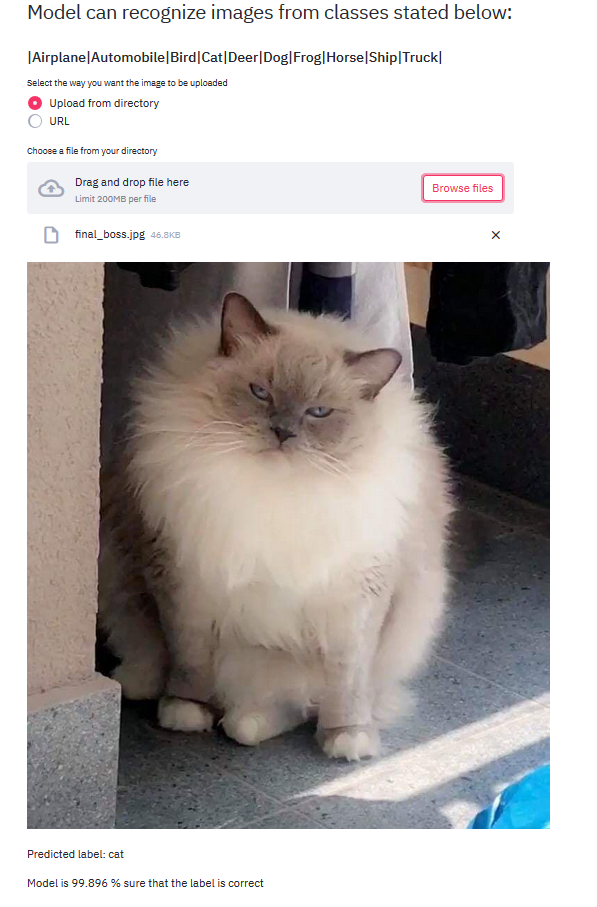 Model can recognize images from classes stated below:
|Airplane|Automobile|Bird|Cat|Deer|Dog|Frog|Horse|Ship|Truck|
Select the way you want the image to be uploaded
Upload from directory
URL
Choose a file from your directory
Drag and drop file here
Limit 200MB per file
Browse files
final_boss.jpg 46.8KB
Predicted label: cat
Model is 99.896 % sure that the label is correct